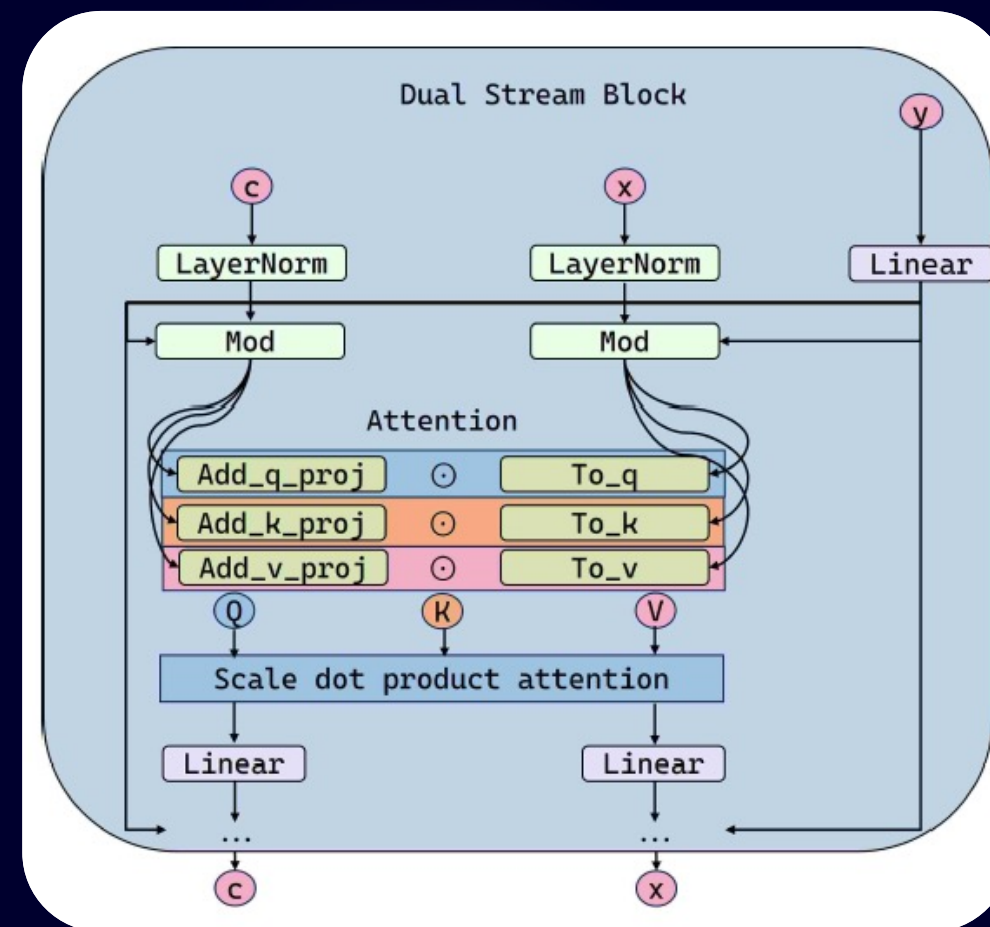 Dual Stream Block
y
c x
LayerNorm LayerNorm Linear
Mod Mod
Attention
Add_q_proj ⊙ To_q
Add_k_proj ⊙ To_k
Add_v_proj ⊙ To_v
Q K V
Scale dot product attention
Linear Linear
... ...
c x